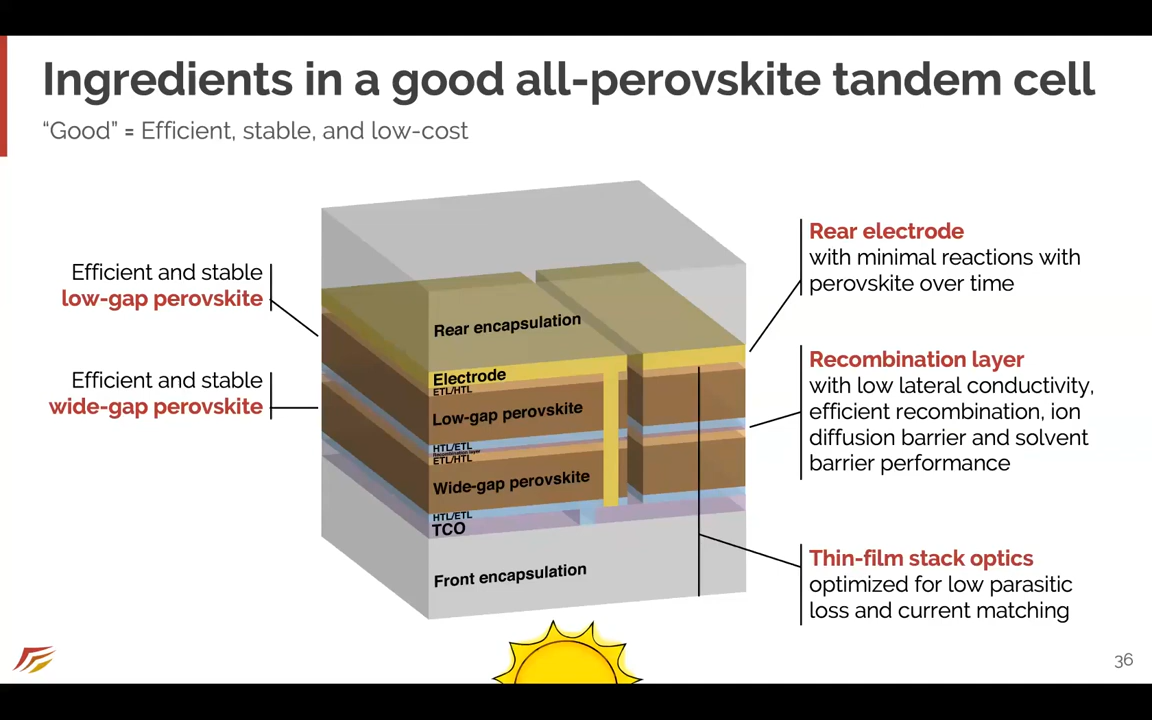 Ingredients in a good all-perovskite tandem cell
“Good” = Efficient, stable, and low-cost
Efficient and stable
low-gap perovskite
Efficient and stable
wide-gap perovskite
Rear encapsulation
Electrode
ETL/HTL
Low-gap perovskite
HTL/ETL
Recombination layer
ETL/HTL
Wide-gap perovskite
HTL/ETL
TCO
Front encapsulation
Rear electrode
with minimal reactions with
perovskite over time
Recombination layer
with low lateral conductivity,
efficient recombination, ion
diffusion barrier and solvent
barrier performance
Thin-film stack optics
optimized for low parasitic
loss and current matching
36